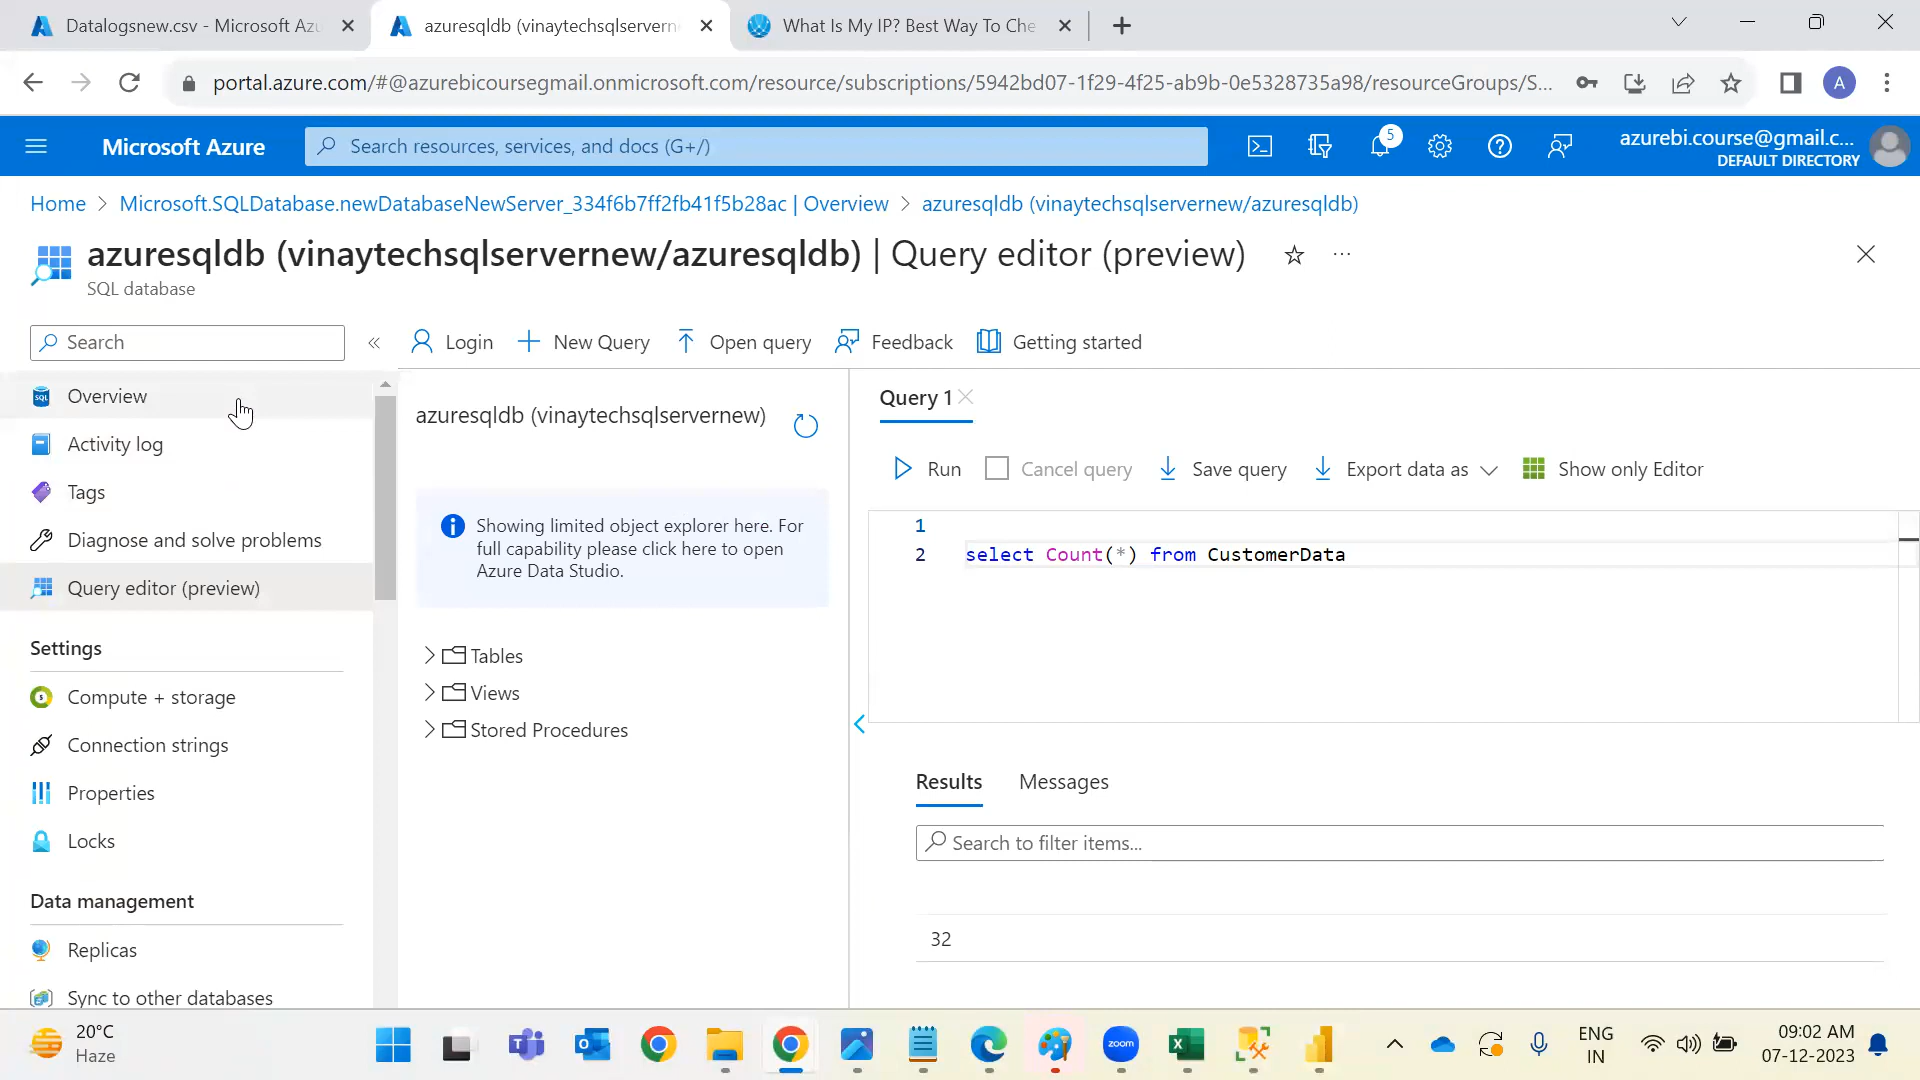 Datalogsnew.csv - Microsoft Azu
azuresqldb (vinaytechsqlservern
What Is My IP? Best Way To Che
portal.azure.com/#@azurebicoursegmail.onmicrosoft.com/resource/subscriptions/5942bd07-1f29-4f25-ab9b-0e5328735a98/resourceGroups/S...
A
Microsoft Azure
Search resources, services, and docs (G+/)
5
azurebi.course@gmail.c...
DEFAULT DIRECTORY
Home > Microsoft.SQLDatabase.newDatabaseNewServer_334f6b7ff2fb41f5b28ac | Overview > azuresqldb (vinaytechsqlservernew/azuresqldb)
azuresqldb (vinaytechsqlservernew/azuresqldb) | Query editor (preview)
SQL database
Search
Login
New Query
Open query
Feedback
Getting started
Overview
Activity log
Tags
Diagnose and solve problems
Query editor (preview)
Settings
Compute + storage
Connection strings
Properties
Locks
Data management
Replicas
Sync to other databases
azuresqldb (vinaytechsqlservernew)
Showing limited object explorer here. For
full capability please click here to open
Azure Data Studio.
Tables
Views
Stored Procedures
Query 1
Run
Cancel query
Save query
Export data as
Show only Editor
1
2 select Count(*) from CustomerData
Results
Messages
Search to filter items...
32
20°C
Haze
zoom
ENG
IN
09:02 AM
07-12-2023